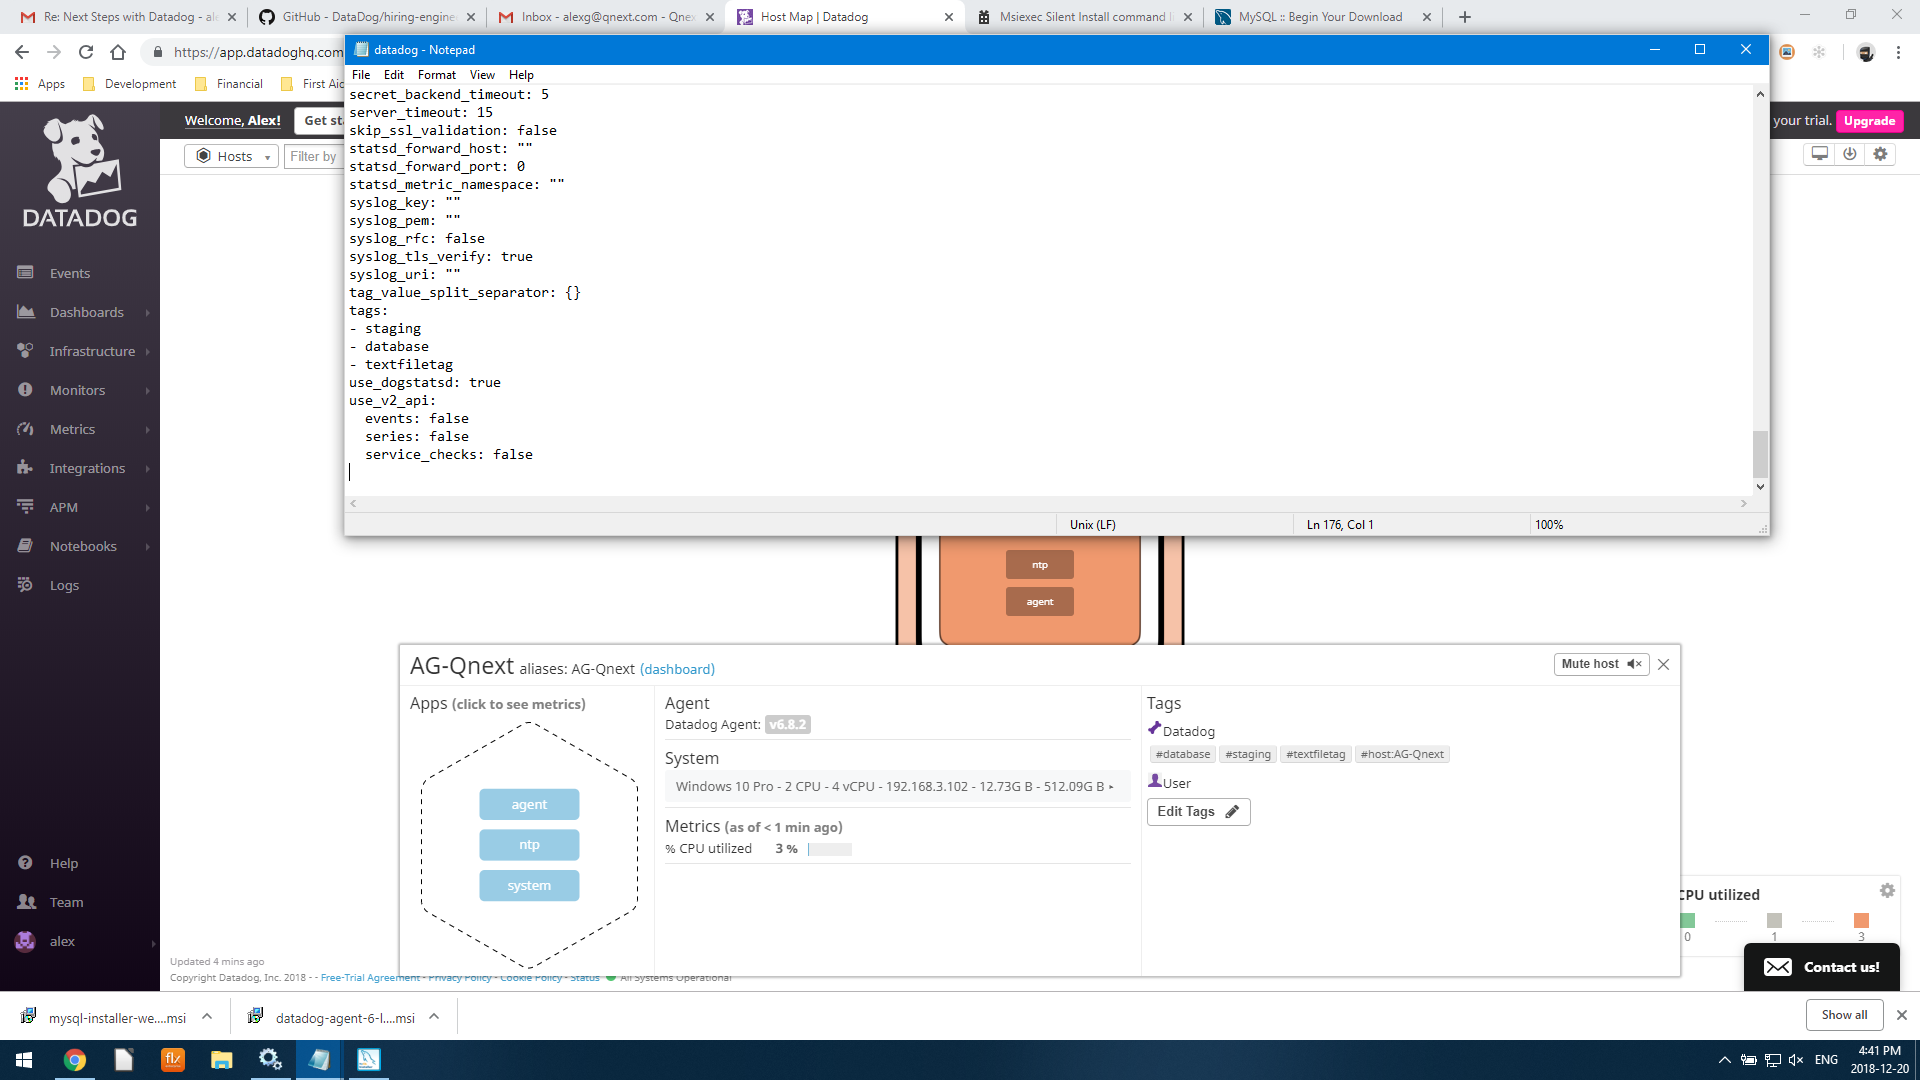 Re: Next Steps with Datadog - al
GitHub - DataDog/hiring-engine
Inbox - alexg@qnext.com - Qnex
Host Map | Datadog
Msiexec Silent Install command l
MySQL :: Begin Your Download
https://app.datadoghq.com
Apps
Development
Financial
First Aid
datadog - Notepad
File Edit Format View Help
secret_backend_timeout: 5
server_timeout: 15
skip_ssl_validation: false
statsd_forward_host: ""
statsd_forward_port: 0
statsd_metric_namespace: ""
syslog_key: ""
syslog_pem: ""
syslog_rfc: false
syslog_tls_verify: true
syslog_uri: ""
tag_value_split_separator: {}
tags:
- staging
- database
- textfiletag
use_dogstatsd: true
use_v2_api:
  events: false
  series: false
  service_checks: false
Unix (LF)
Ln 176, Col 1
100%
DATADOG
Events
Dashboards
Infrastructure
Monitors
Metrics
Integrations
APM
Notebooks
Logs
Help
Team
alex
Welcome, Alex!
Get st
your trial.
Upgrade
Hosts
Filter by
ntp
agent
AG-Qnext aliases: AG-Qnext (dashboard)
Mute host
Apps (click to see metrics)
agent
ntp
system
Agent
Datadog Agent: v6.8.2
System
Windows 10 Pro - 2 CPU - 4 vCPU - 192.168.3.102 - 12.73G B - 512.09G B
Metrics (as of < 1 min ago)
% CPU utilized 3 %
Tags
Datadog
#database #staging #textfiletag #host:AG-Qnext
User
Edit Tags
CPU utilized
0 1 3
Updated 4 mins ago
Copyright Datadog, Inc. 2018 - - Free-Trial Agreement - Privacy Policy - Cookie Policy - Status All Systems Operational
Contact us!
mysql-installer-we....msi
datadog-agent-6-l....msi
Show all
flx
ENG
4:41 PM
2018-12-20